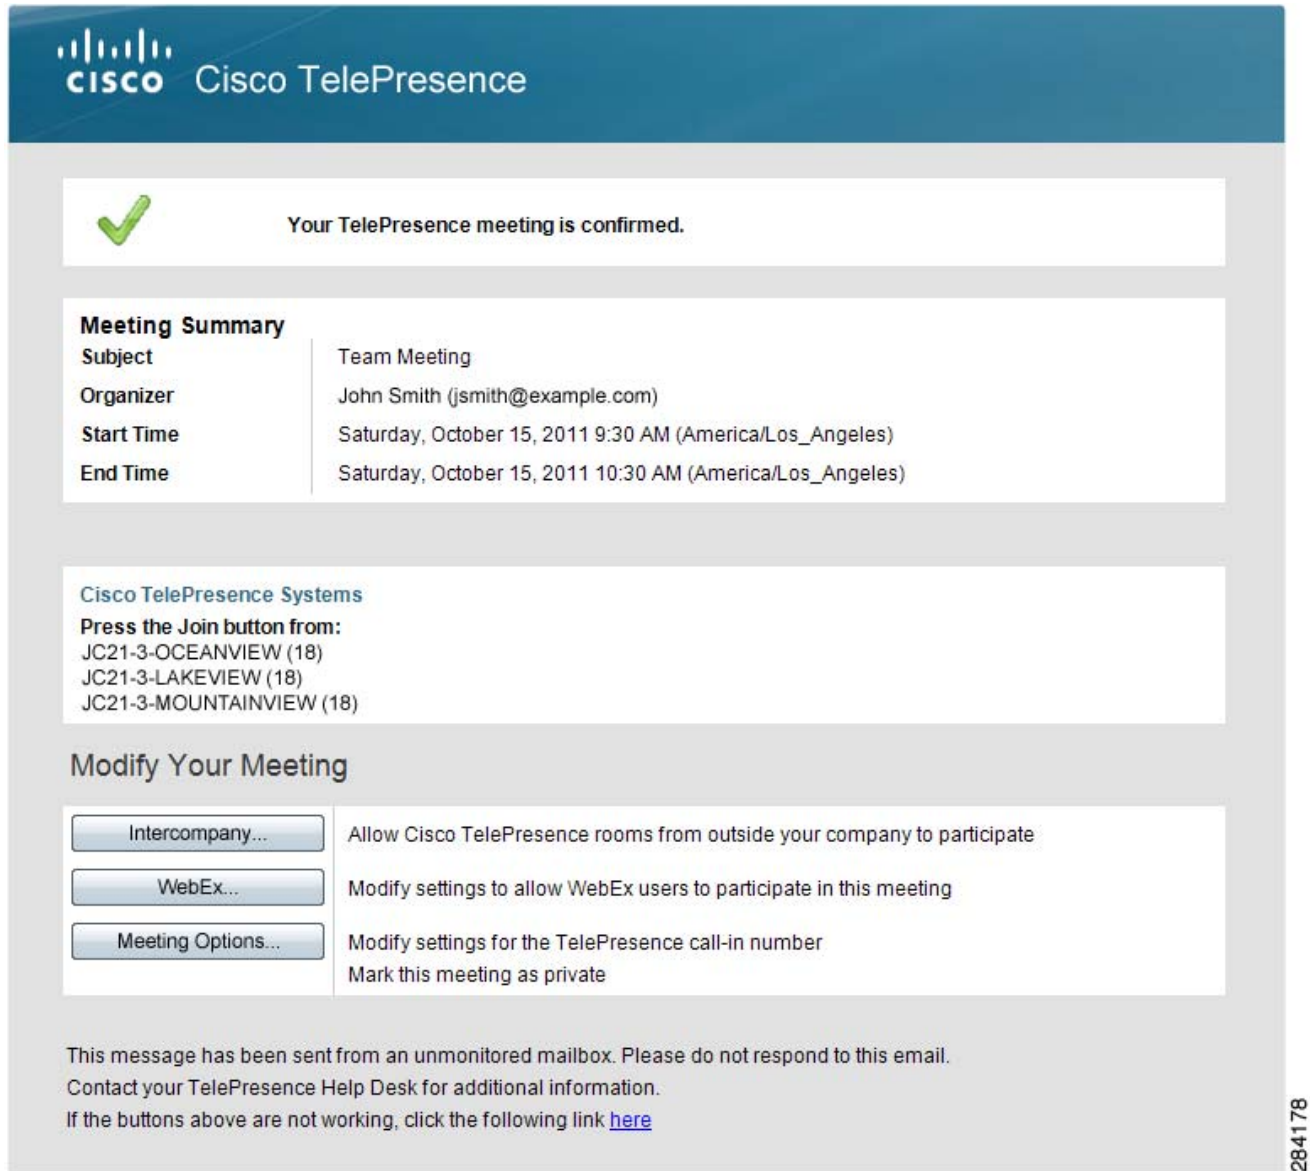 CISCO Cisco TelePresence
Your TelePresence meeting is confirmed.
Meeting Summary
Subject Team Meeting
Organizer John Smith (jsmith@example.com)
Start Time Saturday, October 15, 2011 9:30 AM (America/Los_Angeles)
End Time Saturday, October 15, 2011 10:30 AM (America/Los_Angeles)
Cisco TelePresence Systems
Press the Join button from:
JC21-3-OCEANVIEW (18)
JC21-3-LAKEVIEW (18)
JC21-3-MOUNTAINVIEW (18)
Modify Your Meeting
Intercompany... Allow Cisco TelePresence rooms from outside your company to participate
WebEx... Modify settings to allow WebEx users to participate in this meeting
Meeting Options... Modify settings for the TelePresence call-in number
Mark this meeting as private
This message has been sent from an unmonitored mailbox. Please do not respond to this email.
Contact your TelePresence Help Desk for additional information.
If the buttons above are not working, click the following link here
284178